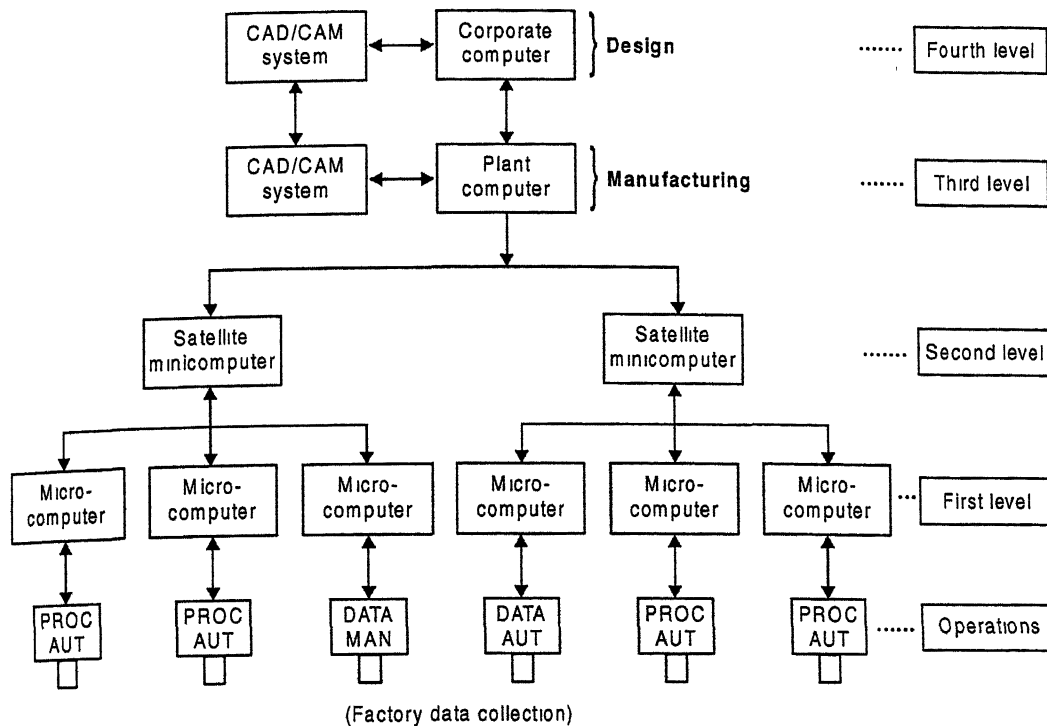 CAD/CAM
system
Corporate
computer
Design
Fourth level
CAD/CAM
system
Plant
computer
Manufacturing
Third level
Satellite
minicomputer
Satellite
minicomputer
Second level
Micro-
computer
Micro-
computer
Micro-
computer
Micro-
computer
Micro-
computer
Micro-
computer
First level
PROC
AUT
PROC
AUT
DATA
MAN
DATA
AUT
PROC
AUT
PROC
AUT
Operations
(Factory data collection)